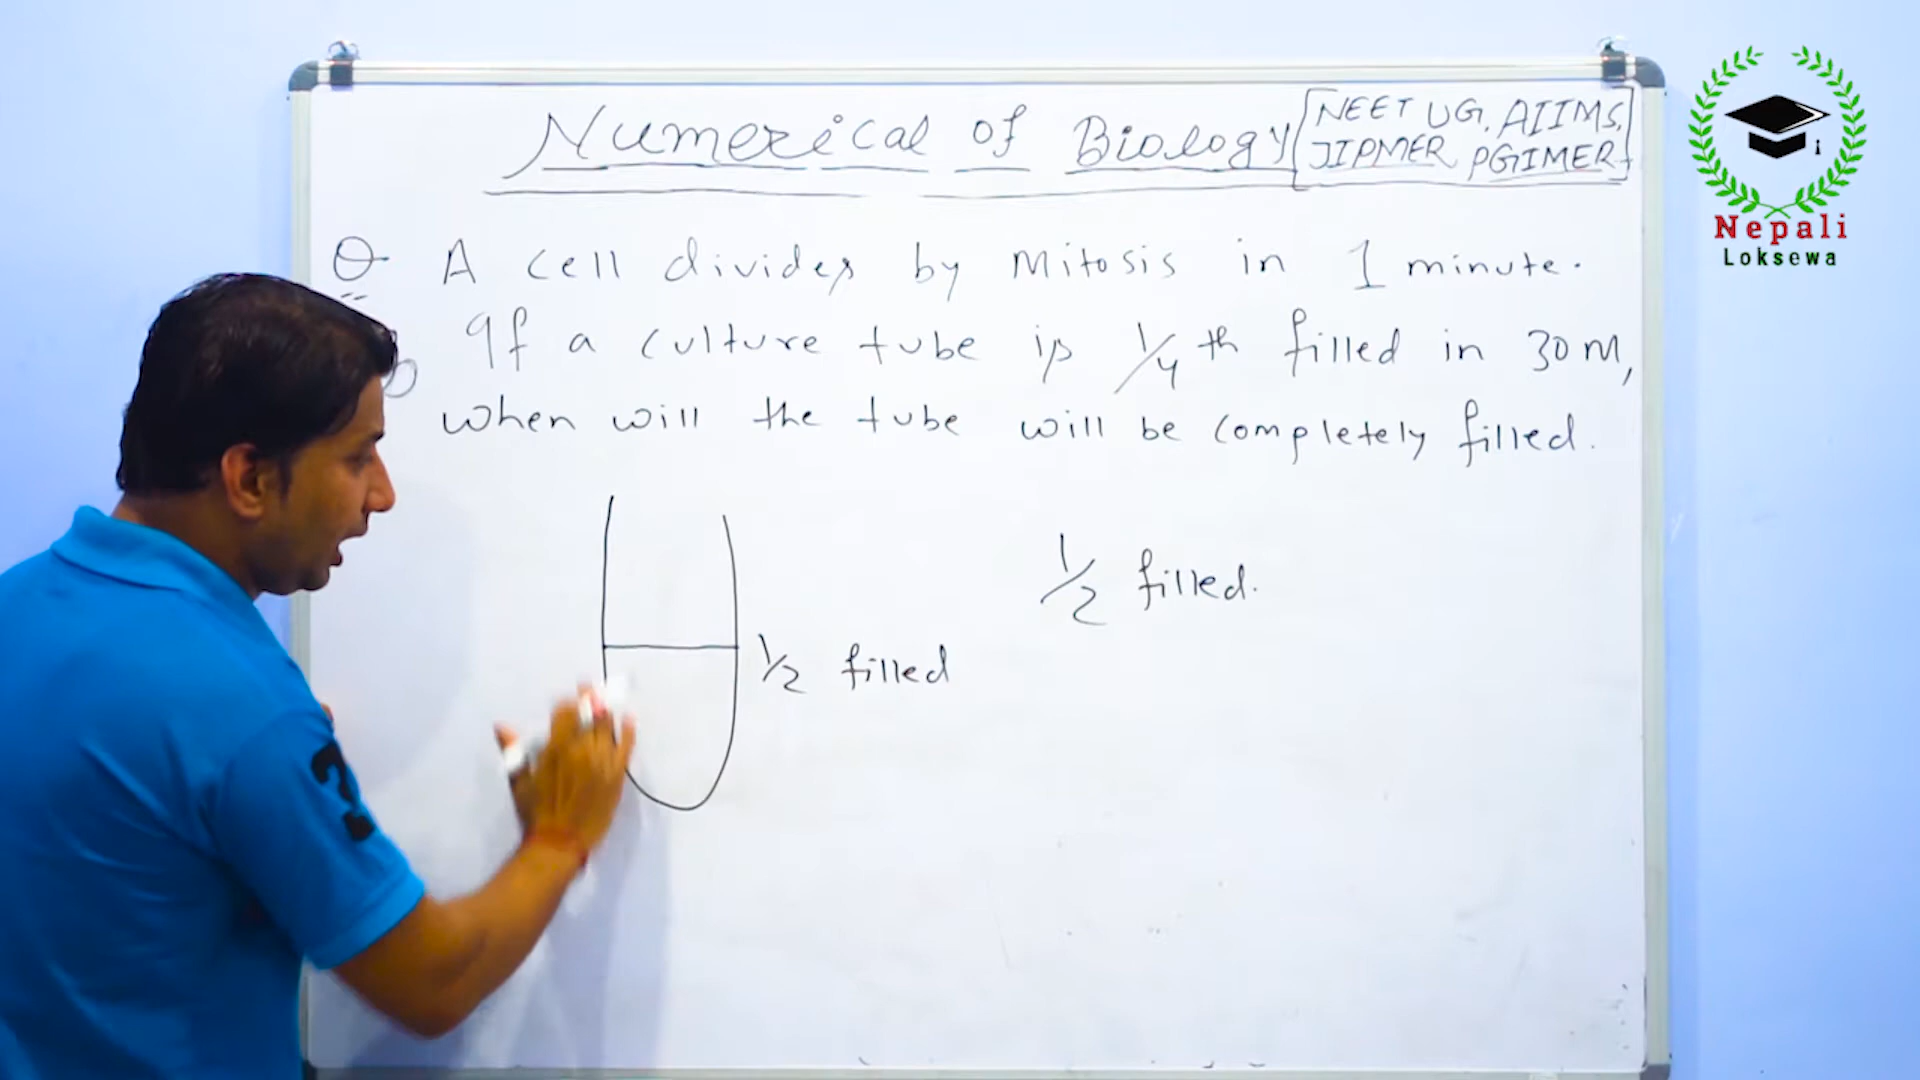 Numerical of Biology [NEET UG, AIIMS, JIPMER PGIMER]
Q A cell divides by Mitosis in 1 minute.
If a culture tube is 1/4 th filled in 30 M,
when will the tube will be completely filled.
1/2 filled.
1/2 filled
Nepali
Loksewa